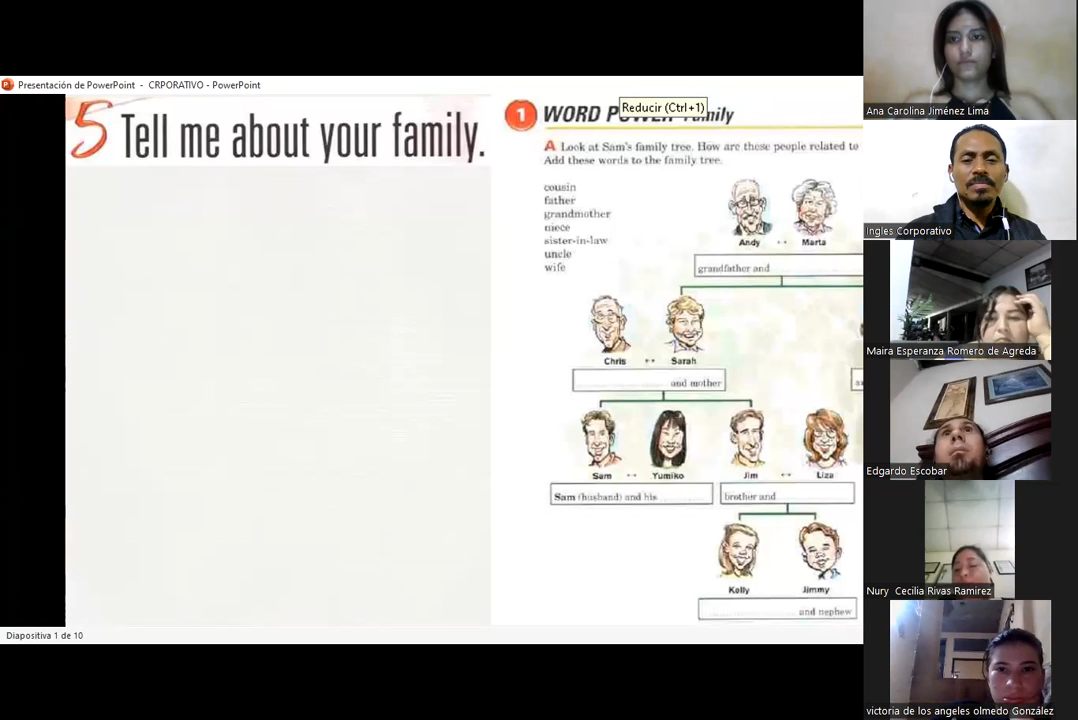 Presentación de PowerPoint - CRPORATIVO - PowerPoint
5 Tell me about your family.
Reducir (Ctrl+1)
1 WORD mily
A Look at Sam's family tree. How are these people related to
Add these words to the family tree.
cousin
father
grandmother
niece
sister-in-law
uncle
wife
Andy Marta
grandfather and
Chris Sarah
and mother
Sam Yumiko Jim Liza
Sam (husband) and his
brother and
Kelly Jimmy
and nephew
Diapositiva 1 de 10
Ana Carolina Jiménez Lima
Ingles Corporativo
Maira Esperanza Romero de Agreda
Edgardo Escobar
Nury Cecilia Rivas Ramirez
victoria de los angeles olmedo González